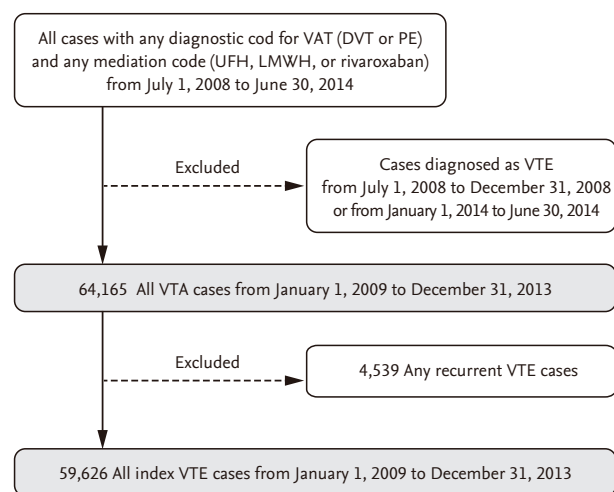 All cases with any diagnostic cod for VAT (DVT or PE)
and any mediation code (UFH, LMWH, or rivaroxaban)
from July 1, 2008 to June 30, 2014
Excluded
Cases diagnosed as VTE
from July 1, 2008 to December 31, 2008
or from January 1, 2014 to June 30, 2014
64,165 All VTA cases from January 1, 2009 to December 31, 2013
Excluded
4,539 Any recurrent VTE cases
59,626 All index VTE cases from January 1, 2009 to December 31, 2013